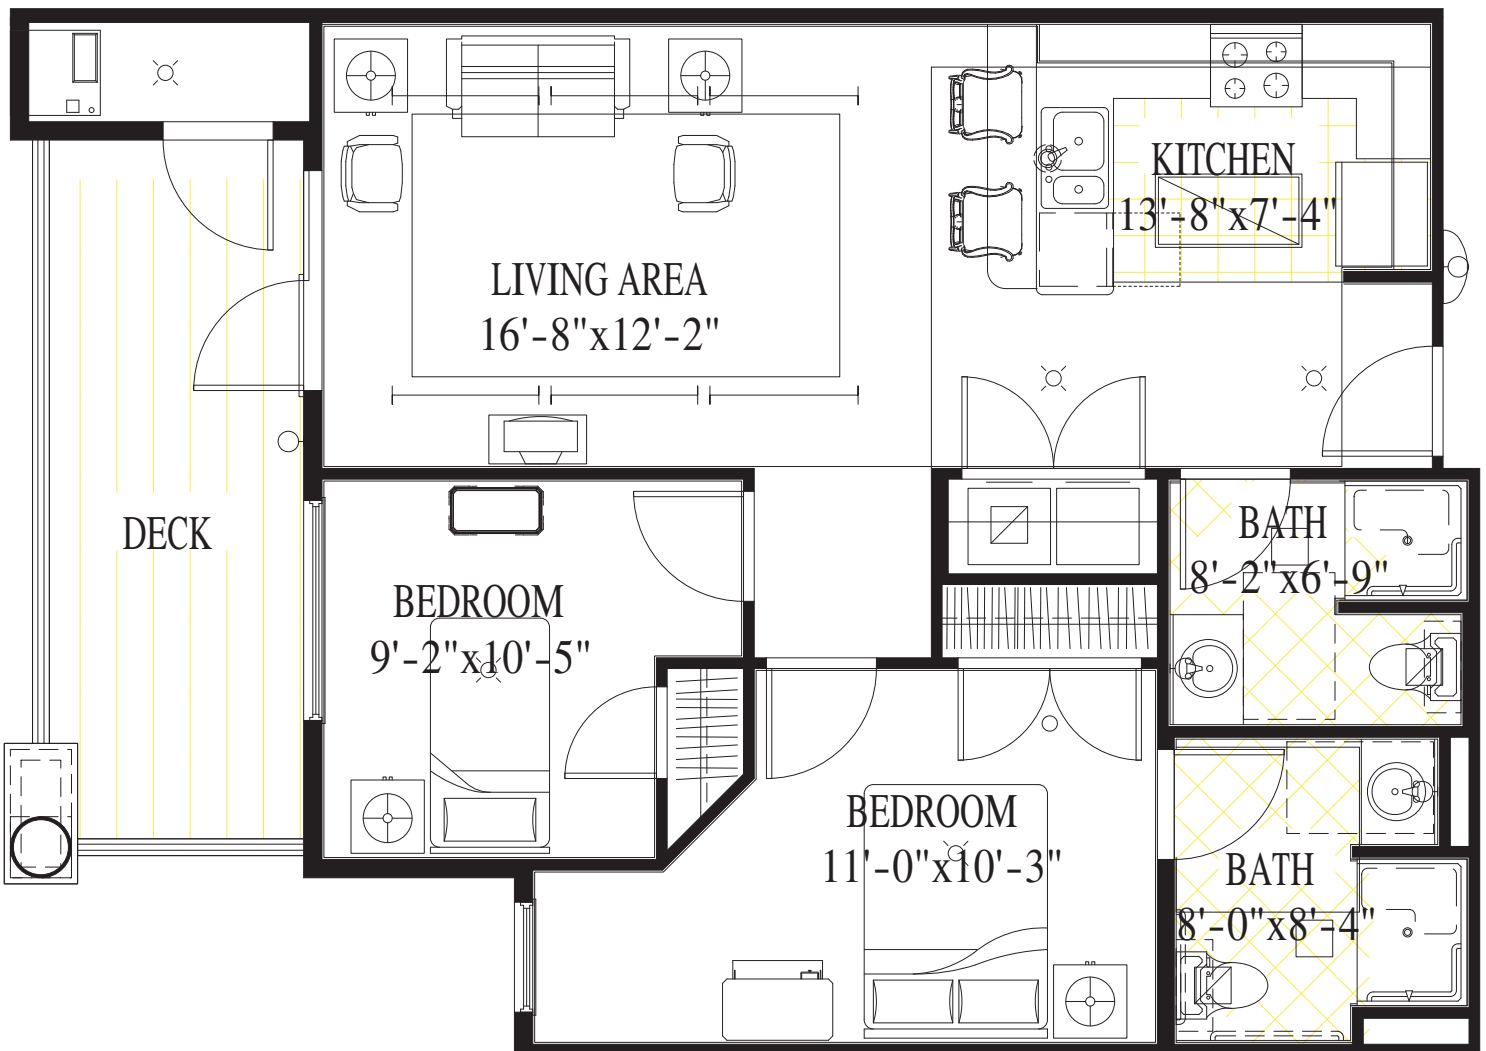 KITCHEN
13'-8"x7'-4"
LIVING AREA
16'-8"x12'-2"
DECK
BATH
8'-2"x6'-9"
BEDROOM
9'-2"x10'-5"
BEDROOM
11'-0"x10'-3"
BATH
8'-0"x8'-4"